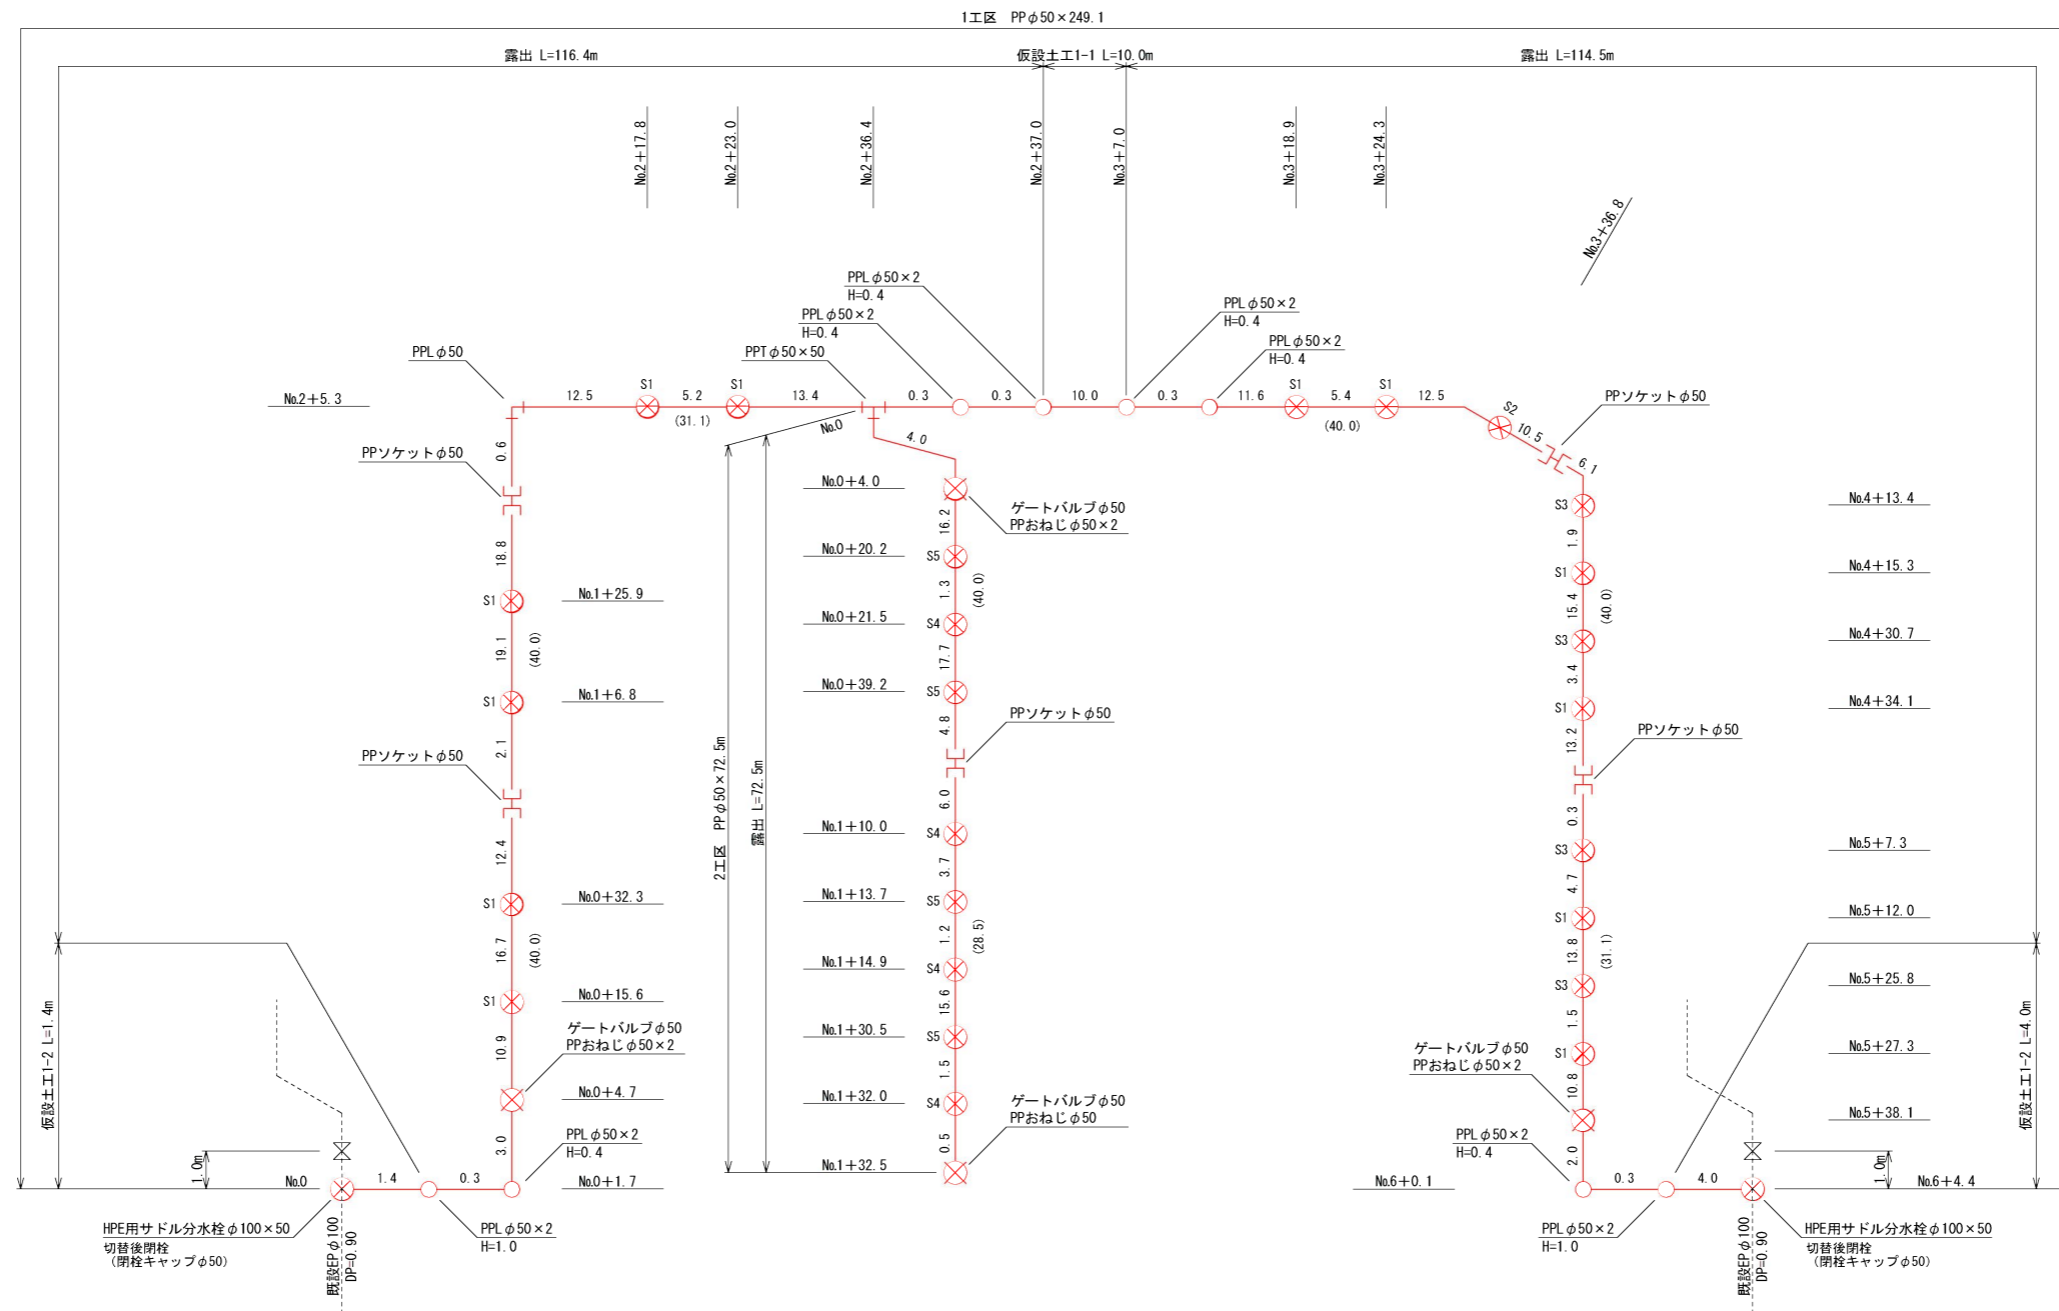 1工区 PPφ50×249.1
露出 L=116.4m
仮設土工1-1 L=10.0m
露出 L=114.5m
No.2+17.8
No.2+23.0
No.2+36.4
No.2+37.0
No.3+7.0
No.3+18.9
No.3+24.3
No.3+36.8
PPLφ50×2
H=0.4
PPLφ50×2
H=0.4
PPLφ50×2
H=0.4
PPLφ50×2
H=0.4
PPLφ50
PPTφ50×50
PPソケットφ50
No.2+5.3
12.5
S1
5.2
(31.1)
S1
13.4
0.3
0.3
10.0
0.3
11.6
S1
5.4
(40.0)
S1
12.5
S2
10.5
6.1
No.0
4.0
0.6
PPソケットφ50
18.8
S1
No.1+25.9
19.1
(40.0)
S1
No.1+6.8
2.1
PPソケットφ50
12.4
S1
No.0+32.3
16.7
(40.0)
S1
No.0+15.6
10.9
ゲートバルブφ50
PPおねじφ50×2
No.0+4.7
3.0
PPLφ50×2
H=0.4
No.0+1.7
仮設土工1-2 L=1.4m
1.0m
No.0
1.4
0.3
HPE用サドル分水栓φ100×50
切替後閉栓
(閉栓キャップφ50)
既設EPφ100
DP=0.90
PPLφ50×2
H=1.0
2工区 PPφ50×72.5m
露出 L=72.5m
No.0+4.0
ゲートバルブφ50
PPおねじφ50×2
16.2
No.0+20.2
S5
1.3
(40.0)
No.0+21.5
S4
17.7
No.0+39.2
S5
4.8
PPソケットφ50
6.0
No.1+10.0
S4
3.7
No.1+13.7
S5
1.2
(28.5)
No.1+14.9
S4
15.6
No.1+30.5
S5
1.5
No.1+32.0
S4
0.5
ゲートバルブφ50
PPおねじφ50
No.1+32.5
S3
No.4+13.4
1.9
S1
No.4+15.3
15.4
(40.0)
S3
No.4+30.7
3.4
S1
No.4+34.1
13.2
PPソケットφ50
0.3
S3
No.5+7.3
4.7
S1
No.5+12.0
13.8
(31.1)
S3
No.5+25.8
1.5
S1
No.5+27.3
10.8
ゲートバルブφ50
PPおねじφ50×2
No.5+38.1
2.0
PPLφ50×2
H=0.4
No.6+0.1
0.3
4.0
1.0m
No.6+4.4
仮設土工1-2 L=4.0m
PPLφ50×2
H=1.0
既設EPφ100
DP=0.90
HPE用サドル分水栓φ100×50
切替後閉栓
(閉栓キャップφ50)